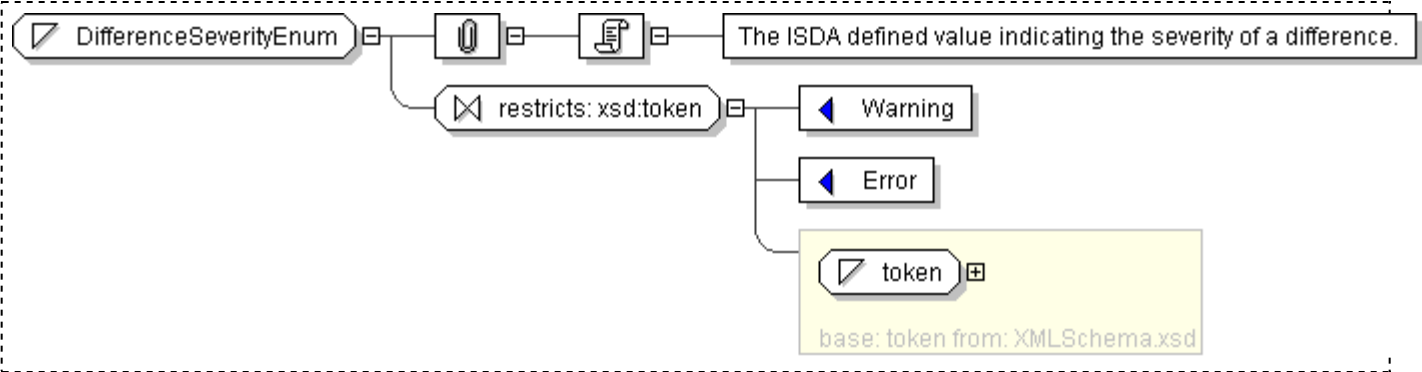 DifferenceSeverityEnum
The ISDA defined value indicating the severity of a difference.
restricts: xsd:token
Warning
Error
token
base: token from: XMLSchema.xsd